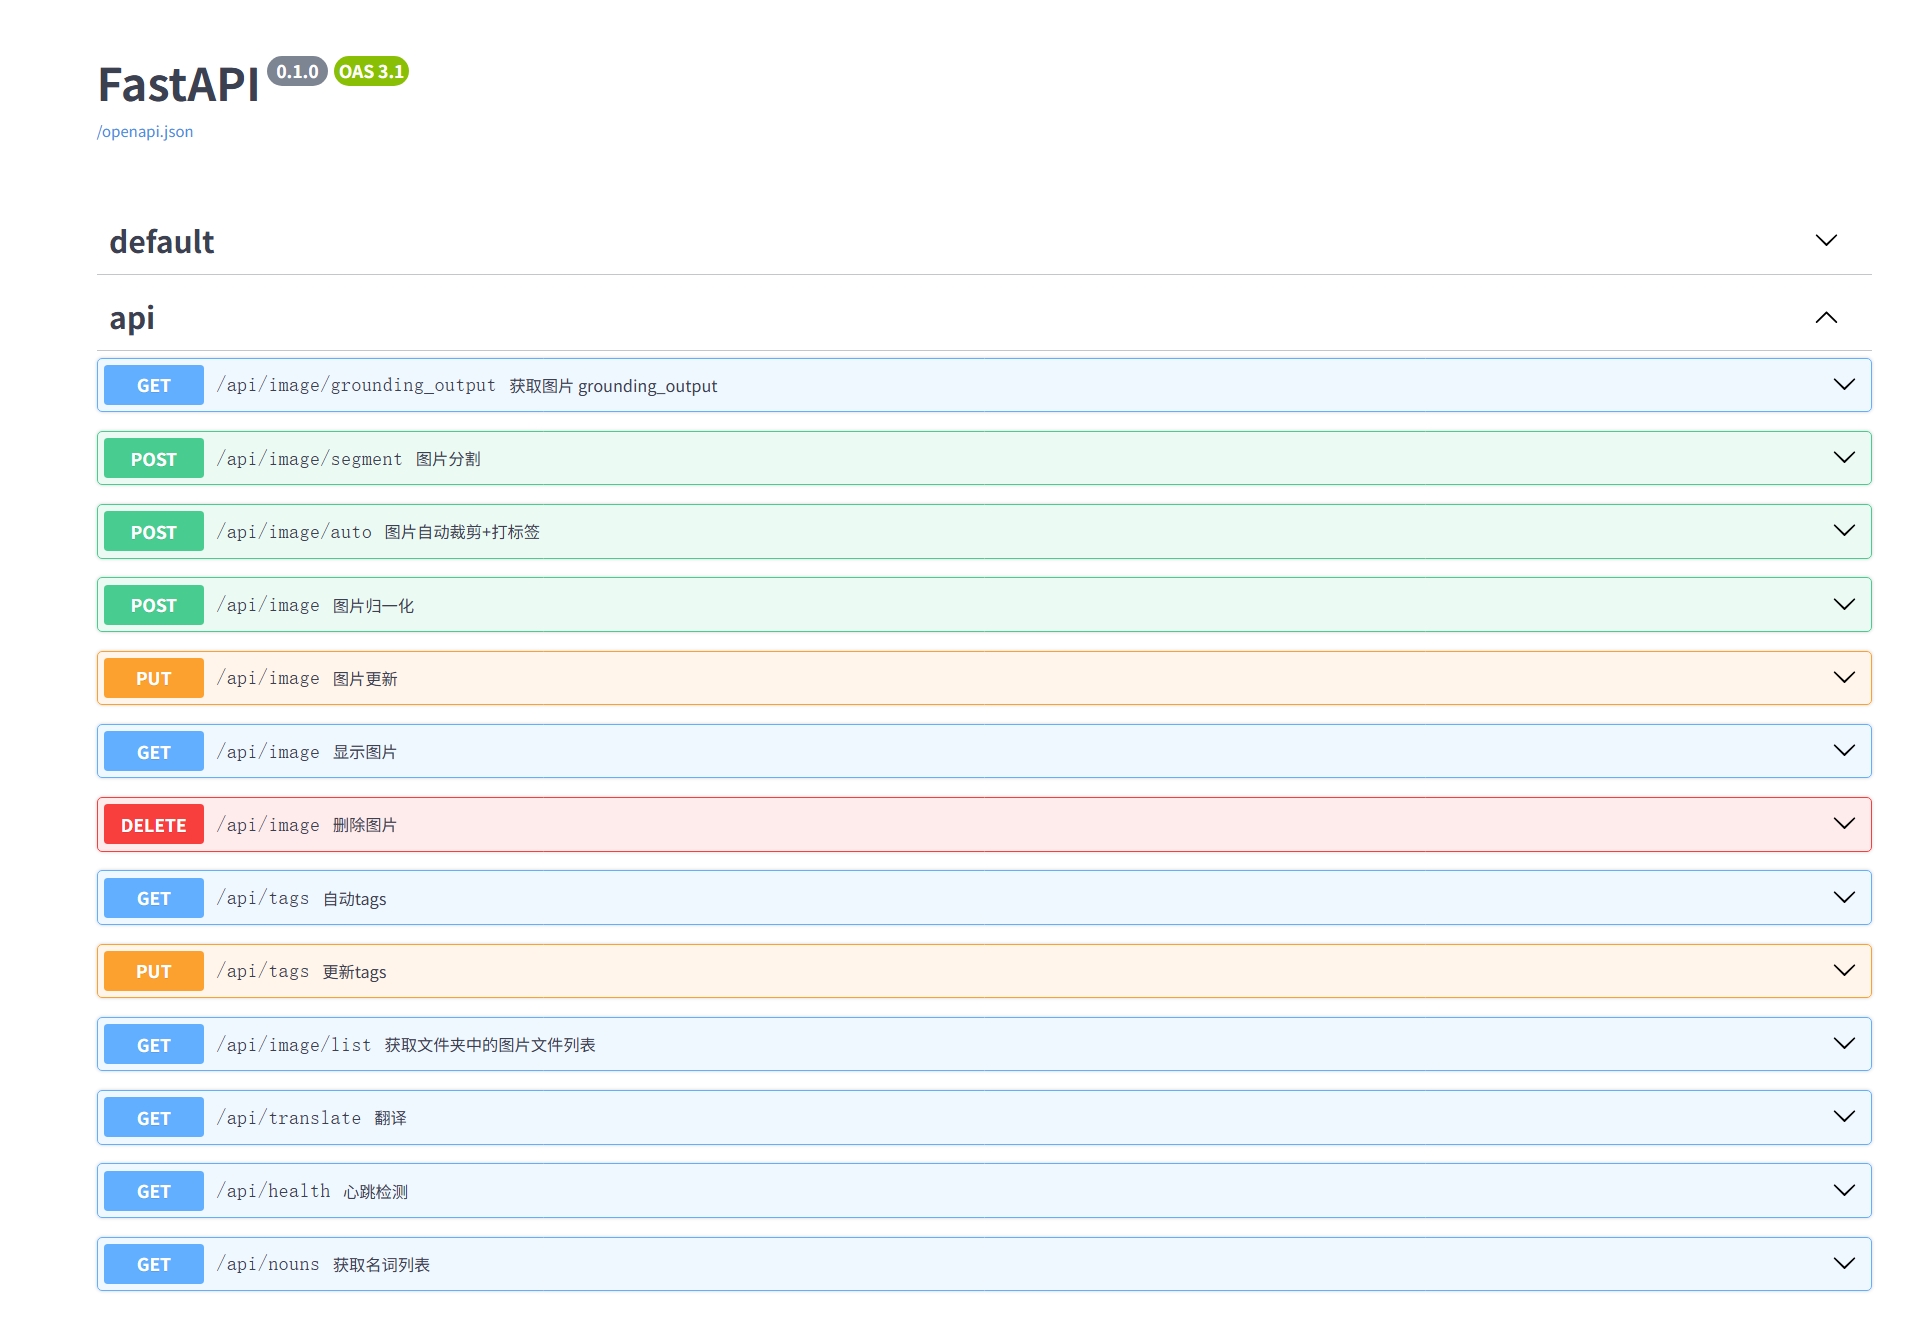 FastAPI 0.1.0 OAS 3.1
/openapi.json
default
api
GET /api/image/grounding_output 获取图片 grounding_output
POST /api/image/segment 图片分割
POST /api/image/auto 图片自动裁剪+打标签
POST /api/image 图片归一化
PUT /api/image 图片更新
GET /api/image 显示图片
DELETE /api/image 删除图片
GET /api/tags 自动tags
PUT /api/tags 更新tags
GET /api/image/list 获取文件夹中的图片文件列表
GET /api/translate 翻译
GET /api/health 心跳检测
GET /api/nouns 获取名词列表